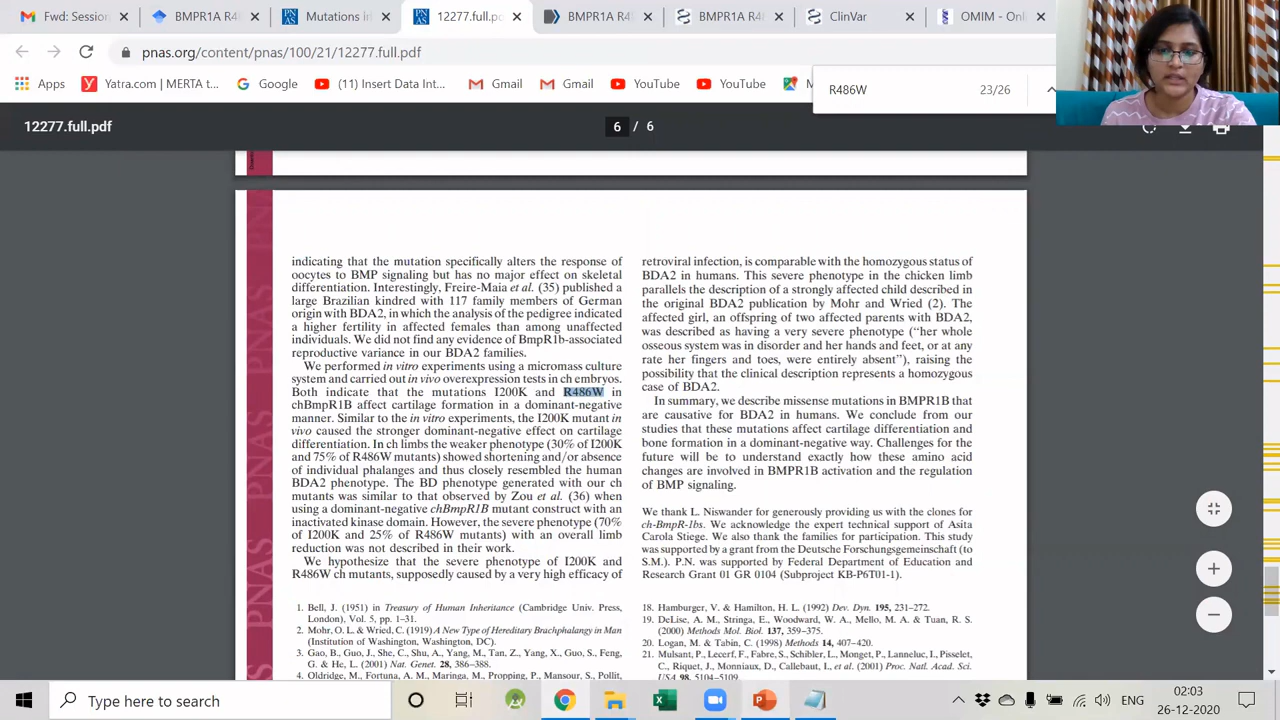 Fwd: Session
BMPR1A R4
Mutations in
12277.full.pd
BMPR1A R48
BMPR1A R4
ClinVar
OMIM - Onl
pnas.org/content/pnas/100/21/12277.full.pdf
Apps
Yatra.com | MERTA t...
Google
(11) Insert Data Int...
Gmail
Gmail
YouTube
YouTube
R486W
23/26
12277.full.pdf
6 / 6
indicating that the mutation specifically alters the response of
oocytes to BMP signaling but has no major effect on skeletal
differentiation. Interestingly, Freire-Maia et al. (35) published a
large Brazilian kindred with 117 family members of German
origin with BDA2, in which the analysis of the pedigree indicated
a higher fertility in affected females than among unaffected
individuals. We did not find any evidence of BmpR1b-associated
reproductive variance in our BDA2 families.
We performed in vitro experiments using a micromass culture
system and carried out in vivo overexpression tests in ch embryos.
Both indicate that the mutations I200K and R486W in
chBmpR1B affect cartilage formation in a dominant-negative
manner. Similar to the in vitro experiments, the I200K mutant in
vivo caused the stronger dominant-negative effect on cartilage
differentiation. In ch limbs the weaker phenotype (30% of I200K
and 75% of R486W mutants) showed shortening and/or absence
of individual phalanges and thus closely resembled the human
BDA2 phenotype. The BD phenotype generated with our ch
mutants was similar to that observed by Zou et al. (36) when
using a dominant-negative chBmpR1B mutant construct with an
inactivated kinase domain. However, the severe phenotype (70%
of I200K and 25% of R486W mutants) with an overall limb
reduction was not described in their work.
We hypothesize that the severe phenotype of I200K and
R486W ch mutants, supposedly caused by a very high efficacy of
retroviral infection, is comparable with the homozygous status of
BDA2 in humans. This severe phenotype in the chicken limb
parallels the description of a strongly affected child described in
the original BDA2 publication by Mohr and Wried (2). The
affected girl, an offspring of two affected parents with BDA2,
was described as having a very severe phenotype ("her whole
osseous system was in disorder and her hands and feet, or at any
rate her fingers and toes, were entirely absent"), raising the
possibility that the clinical description represents a homozygous
case of BDA2.
In summary, we describe missense mutations in BMPR1B that
are causative for BDA2 in humans. We conclude from our
studies that these mutations affect cartilage differentiation and
bone formation in a dominant-negative way. Challenges for the
future will be to understand exactly how these amino acid
changes are involved in BMPR1B activation and the regulation
of BMP signaling.
We thank L. Niswander for generously providing us with the clones for
ch-BmpR-1bs. We acknowledge the expert technical support of Asita
Carola Stiege. We also thank the families for participation. This study
was supported by a grant from the Deutsche Forschungsgemeinschaft (to
S.M.). P.N. was supported by Federal Department of Education and
Research Grant 01 GR 0104 (Subproject KB-P6T01-1).
1. Bell, J. (1951) in Treasury of Human Inheritance (Cambridge Univ. Press,
London), Vol. 5, pp. 1–31.
2. Mohr, O. L. & Wried, C. (1919) A New Type of Hereditary Brachphalangy in Man
(Institution of Washington, Washington, DC).
3. Gao, B., Guo, J., She, C., Shu, A., Yang, M., Tan, Z., Yang, X., Guo, S., Feng,
G. & He, L. (2001) Nat. Genet. 28, 386–388.
4. Oldridge, M., Fortuna, A. M., Maringa, M., Propping, P., Mansour, S., Pollit,
18. Hamburger, V. & Hamilton, H. L. (1992) Dev. Dyn. 195, 231–272.
19. DeLise, A. M., Stringa, E., Woodward, W. A., Mello, M. A. & Tuan, R. S.
(2000) Methods Mol. Biol. 137, 359–375.
20. Logan, M. & Tabin, C. (1998) Methods 14, 407–420.
21. Mulsant, P., Lecerf, F., Fabre, S., Schibler, L., Monget, P., Lanneluc, I., Pisselet,
C., Riquet, J., Monniaux, D., Callebaut, I., et al. (2001) Proc. Natl. Acad. Sci.
USA 98, 5104–5109.
Type here to search
ENG
02:03
26-12-2020